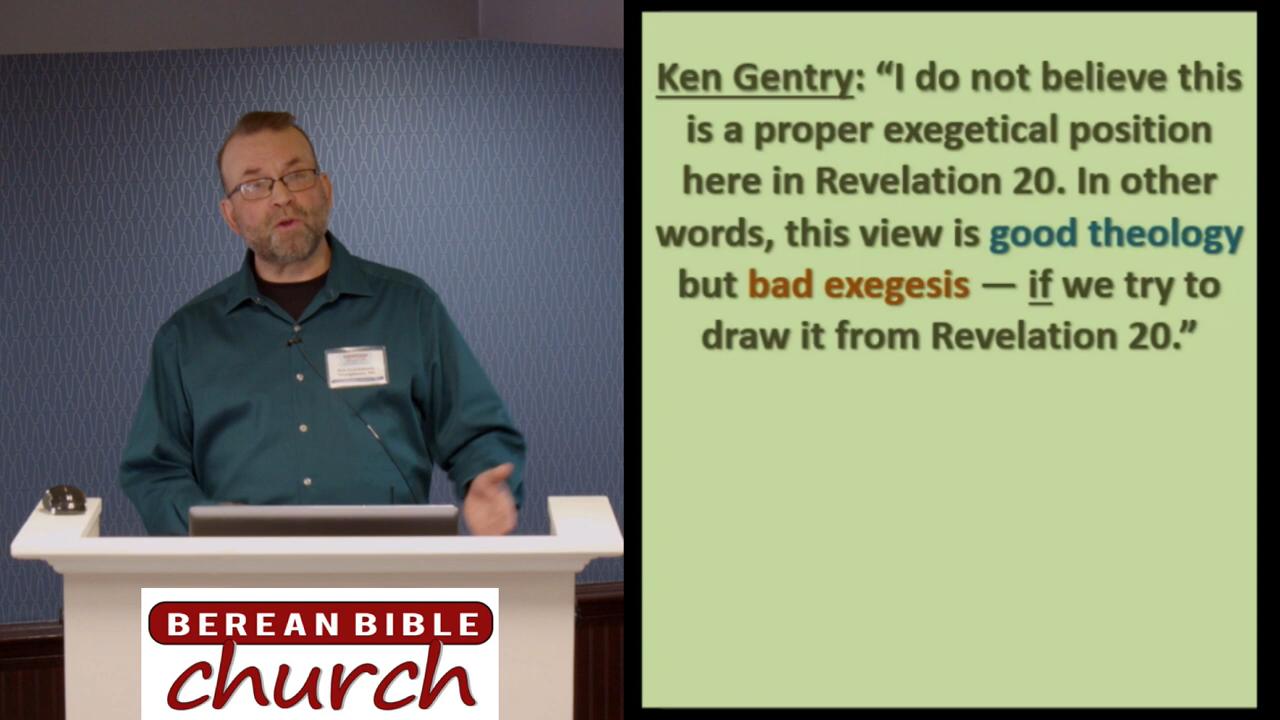 Ken Gentry: “I do not believe this
is a proper exegetical position
here in Revelation 20. In other
words, this view is good theology
but bad exegesis — if we try to
draw it from Revelation 20.”
BEREAN BIBLE
church